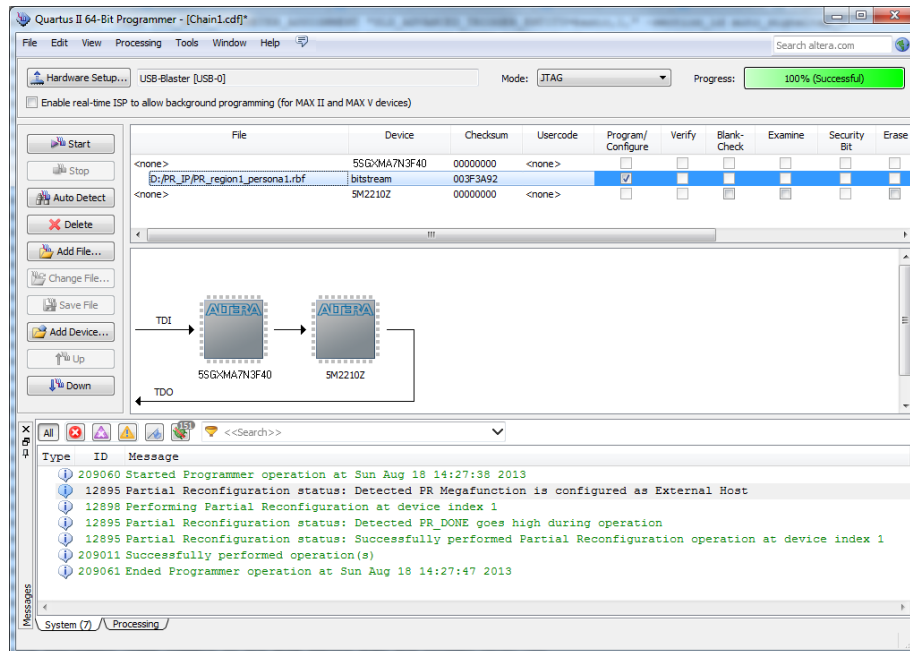 Quartus II 64-Bit Programmer - [Chain1.cdf]*
File Edit View Processing Tools Window Help
Search altera.com
Hardware Setup... USB-Blaster [USB-0] Mode: JTAG Progress: 100% (Successful)
Enable real-time ISP to allow background programming (for MAX II and MAX V devices)
Start
Stop
Auto Detect
Delete
Add File...
Change File...
Save File
Add Device...
Up
Down
File Device Checksum Usercode Program/ Configure Verify Blank- Check Examine Security Bit Erase
<none> 5SGXMA7N3F40 00000000 <none>
D:/PR_IP/PR_region1_persona1.rbf bitstream 003F3A92
<none> 5M2210Z 00000000 <none>
TDI
ALTERA ALTERA
5SGXMA7N3F40 5M2210Z
TDO
All 151 <<Search>>
Type ID Message
209060 Started Programmer operation at Sun Aug 18 14:27:38 2013
12895 Partial Reconfiguration status: Detected PR Megafunction is configured as External Host
12898 Performing Partial Reconfiguration at device index 1
12895 Partial Reconfiguration status: Detected PR_DONE goes high during operation
12895 Partial Reconfiguration status: Successfully performed Partial Reconfiguration operation at device index 1
209011 Successfully performed operation(s)
209061 Ended Programmer operation at Sun Aug 18 14:27:47 2013
Messages
System (7) Processing